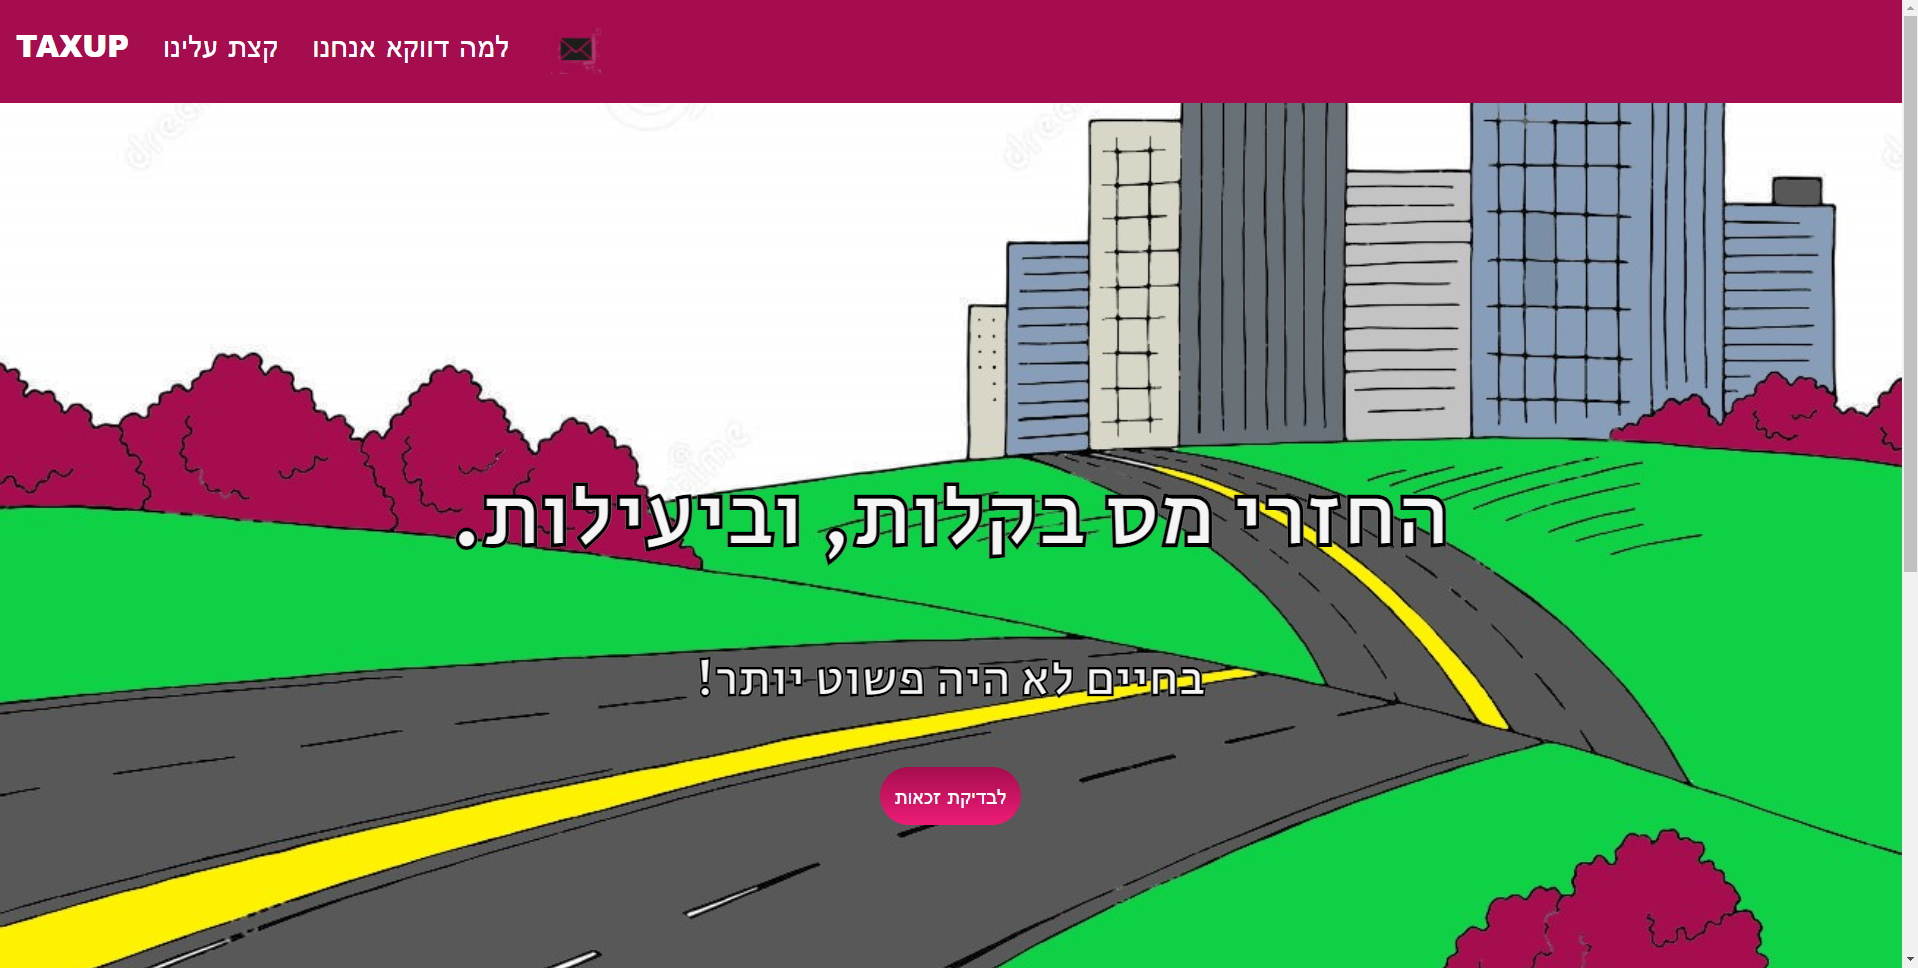 TAXUP
קצת עלינו
למה דווקא אנחנו
החזרי מס בקלות, וביעילות.
בחיים לא היה פשוט יותר!
לבדיקת זכאות